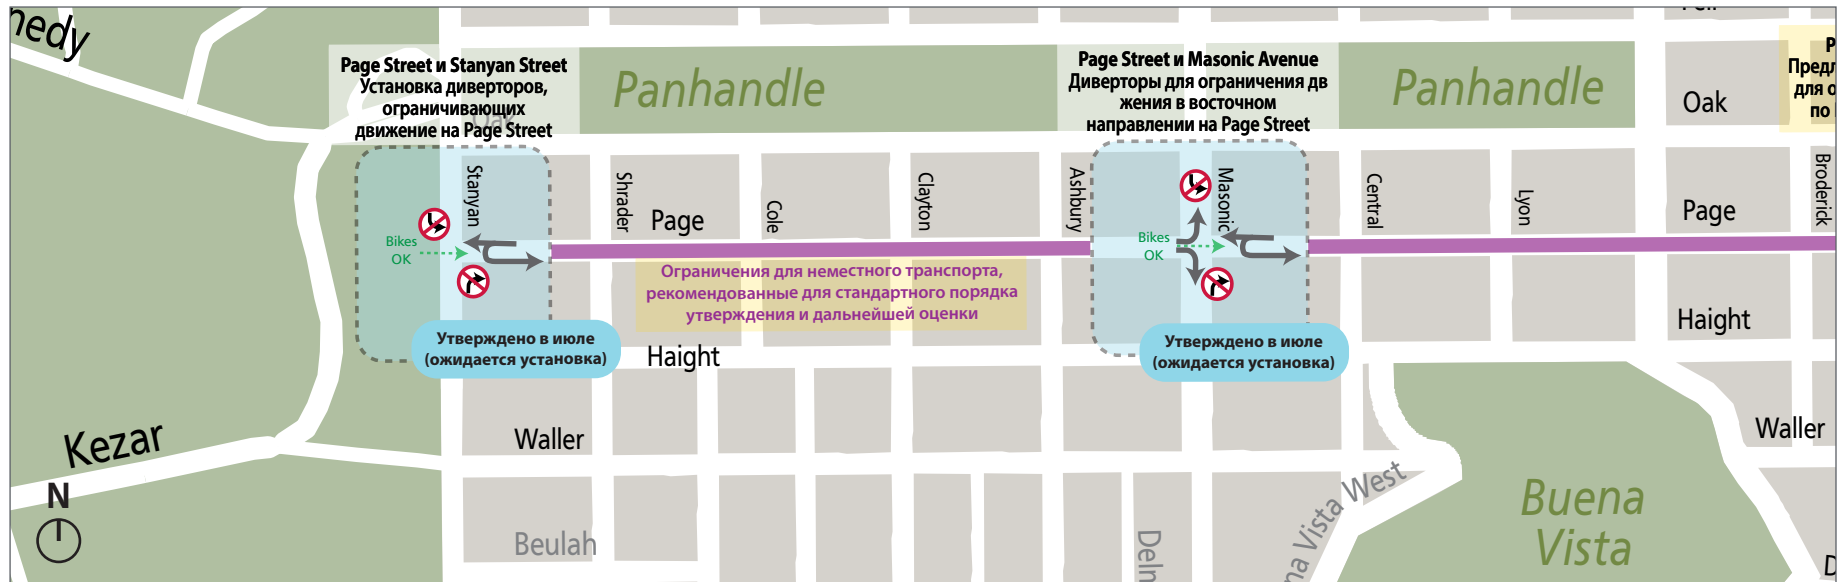 Page Street и Stanyan Street
Установка диверторов,
ограничивающих
движение на Page Street
Oak
Panhandle
Page Street и Masonic Avenue
Диверторы для ограничения дв
жения в восточном
направлении на Page Street
Panhandle
Oak
Stanyan
Shrader
Page
Cole
Clayton
Ashbury
Masonic
Central
Lyon
Page
Broderick
Bikes
OK
Bikes
OK
Ограничения для неместного транспорта,
рекомендованные для стандартного порядка
утверждения и дальнейшей оценки
Утверждено в июле
(ожидается установка)
Haight
Утверждено в июле
(ожидается установка)
Haight
Kezar
Waller
Waller
N
Beulah
Buena
Vista